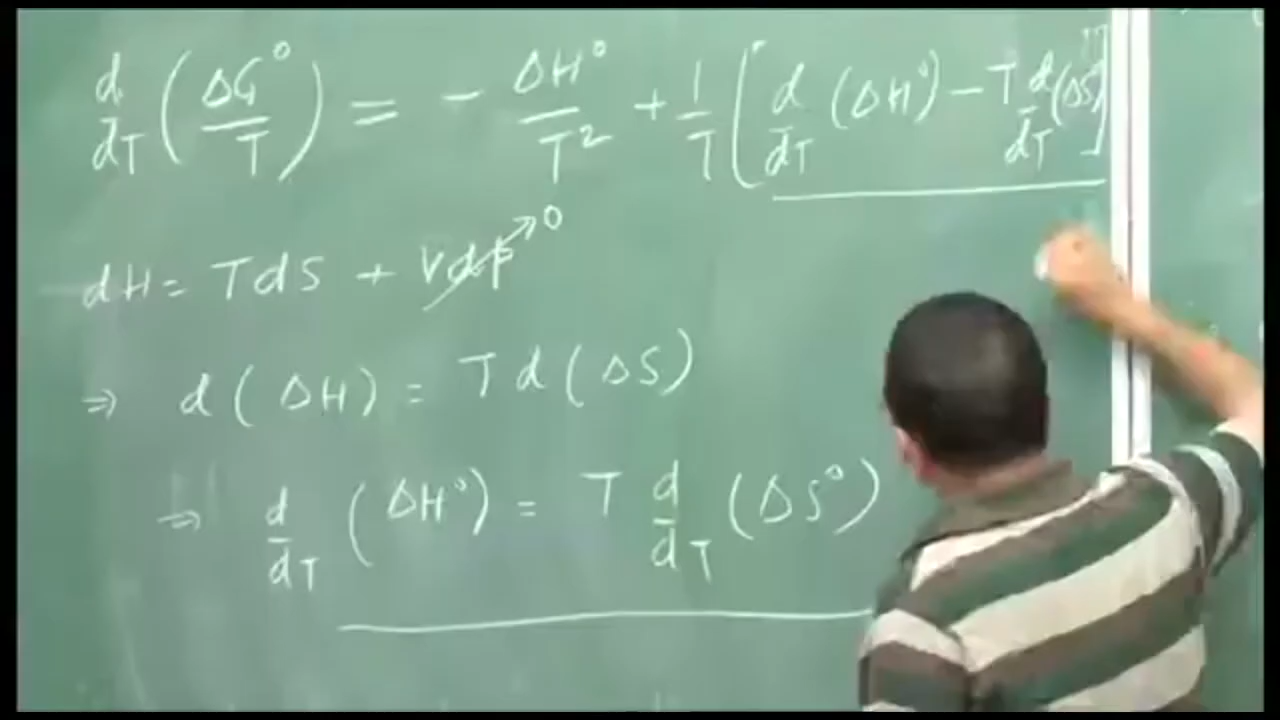 d/dT (ΔG°/T) = - ΔH°/T² + 1/T [d/dT (ΔH°) - T d/dT (ΔS°)]
dH = TdS + Vdp → 0
⇒ d(ΔH) = Td(ΔS)
⇒ d/dT (ΔH°) = T d/dT (ΔS°)